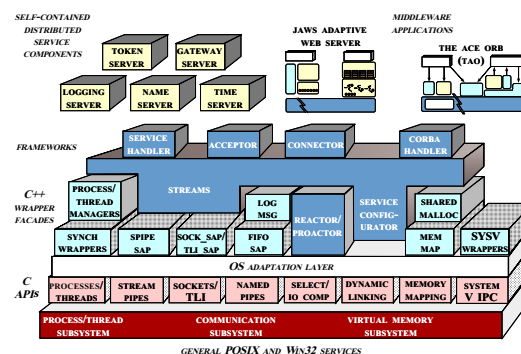 SELF-CONTAINED
DISTRIBUTED
SERVICE
COMPONENTS
TOKEN
SERVER
GATEWAY
SERVER
LOGGING
SERVER
NAME
SERVER
TIME
SERVER
JAWS ADAPTIVE
WEB SERVER
MIDDLEWARE
APPLICATIONS
THE ACE ORB
(TAO)
FRAMEWORKS
SERVICE
HANDLER
ACCEPTOR
CONNECTOR
CORBA
HANDLER
STREAMS
C++
WRAPPER
FACADES
PROCESS/
THREAD
MANAGERS
LOG
MSG
REACTOR/
PROACTOR
SERVICE
CONFIG-
URATOR
SHARED
MALLOC
SYNCH
WRAPPERS
SPIPE
SAP
SOCK_SAP/
TLI_SAP
FIFO
SAP
MEM
MAP
SYSV
WRAPPERS
OS ADAPTATION LAYER
C
APIS
PROCESSES/
THREADS
STREAM
PIPES
SOCKETS/
TLI
NAMED
PIPES
SELECT/
IO COMP
DYNAMIC
LINKING
MEMORY
MAPPING
SYSTEM
V IPC
PROCESS/THREAD
SUBSYSTEM
COMMUNICATION
SUBSYSTEM
VIRTUAL MEMORY
SUBSYSTEM
GENERAL POSIX AND WIN32 SERVICES